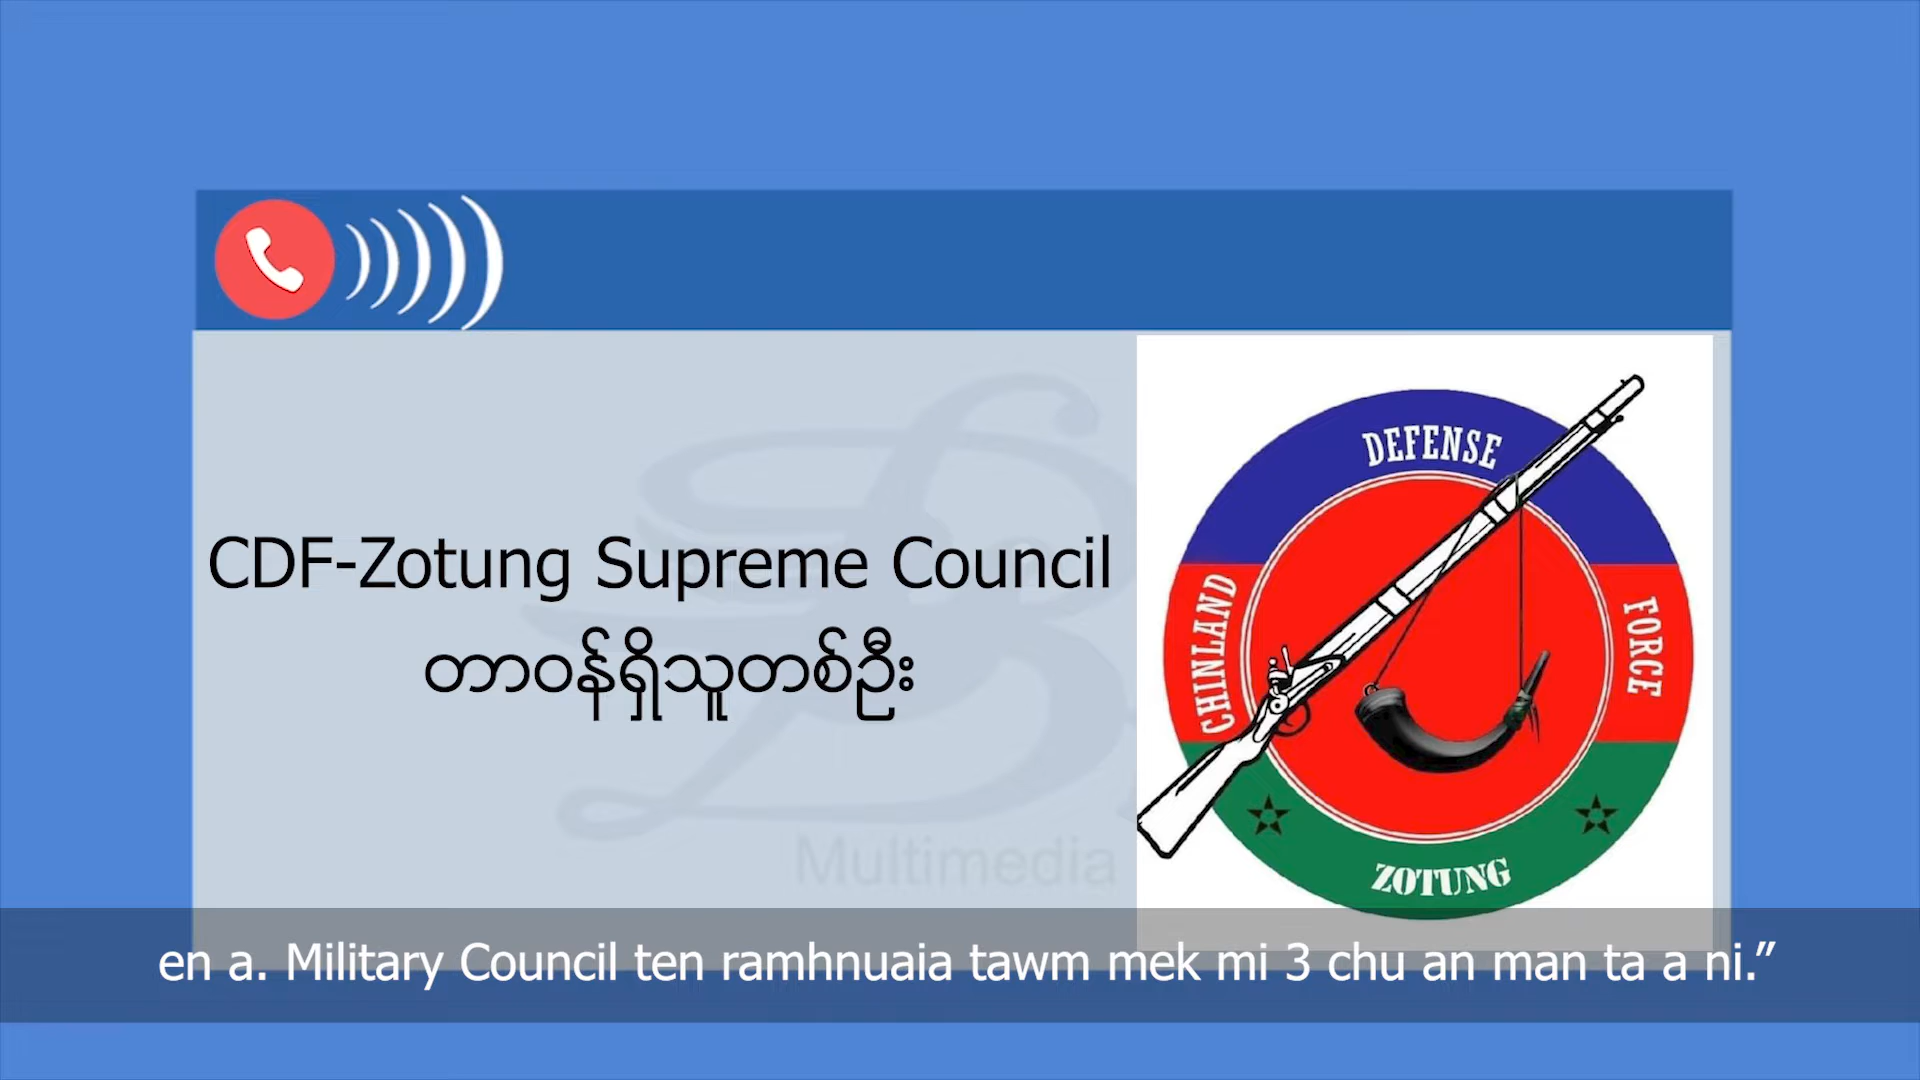 CDF-Zotung Supreme Council
တာဝန်ရှိသူတစ်ဦး
DEFENSE
CHINLAND
FORCE
ZOTUNG
Multimedia
en a. Military Council ten ramhnuaia tawm mek mi 3 chu an man ta a ni.”